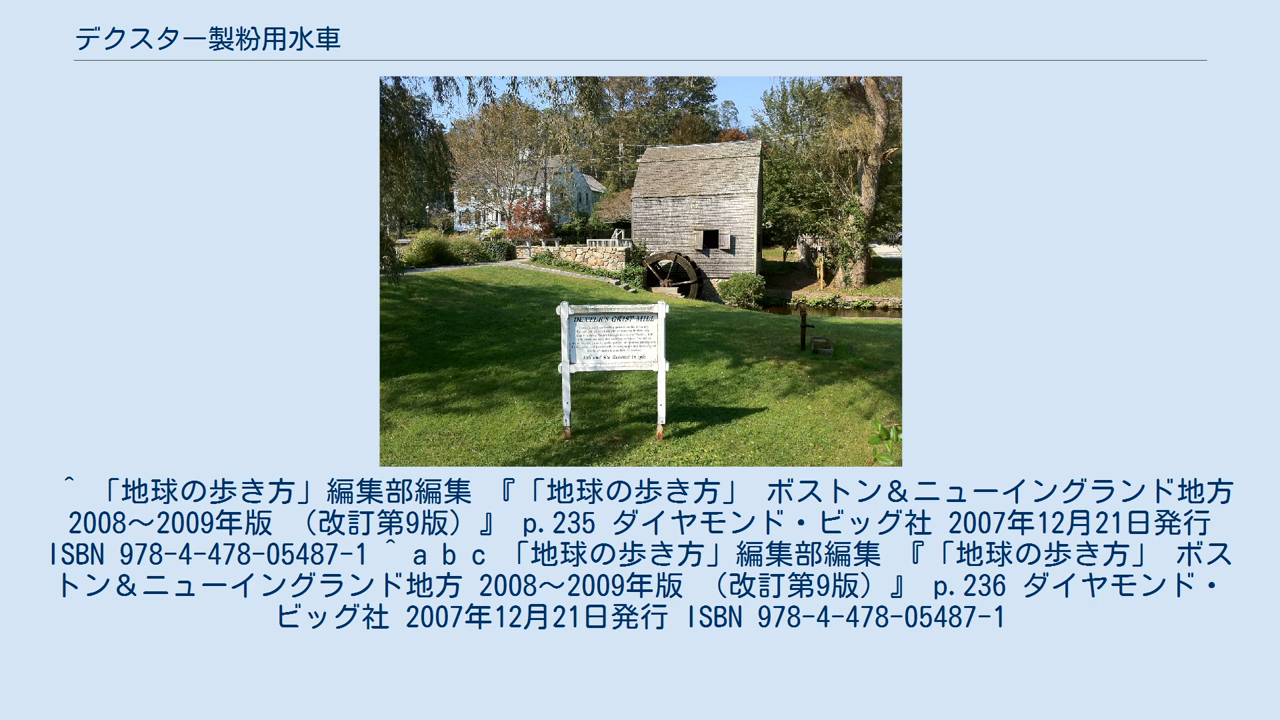 デクスター製粉用水車
DEXTER'S GRIST MILL
^ 「地球の歩き方」編集部編集 『「地球の歩き方」 ボストン＆ニューイングランド地方
2008～2009年版 （改訂第9版）』 p.235 ダイヤモンド・ビッグ社 2007年12月21日発行
ISBN 978-4-478-05487-1 ^ a b c 「地球の歩き方」編集部編集 『「地球の歩き方」 ボス
トン＆ニューイングランド地方 2008～2009年版 （改訂第9版）』 p.236 ダイヤモンド・
ビッグ社 2007年12月21日発行 ISBN 978-4-478-05487-1